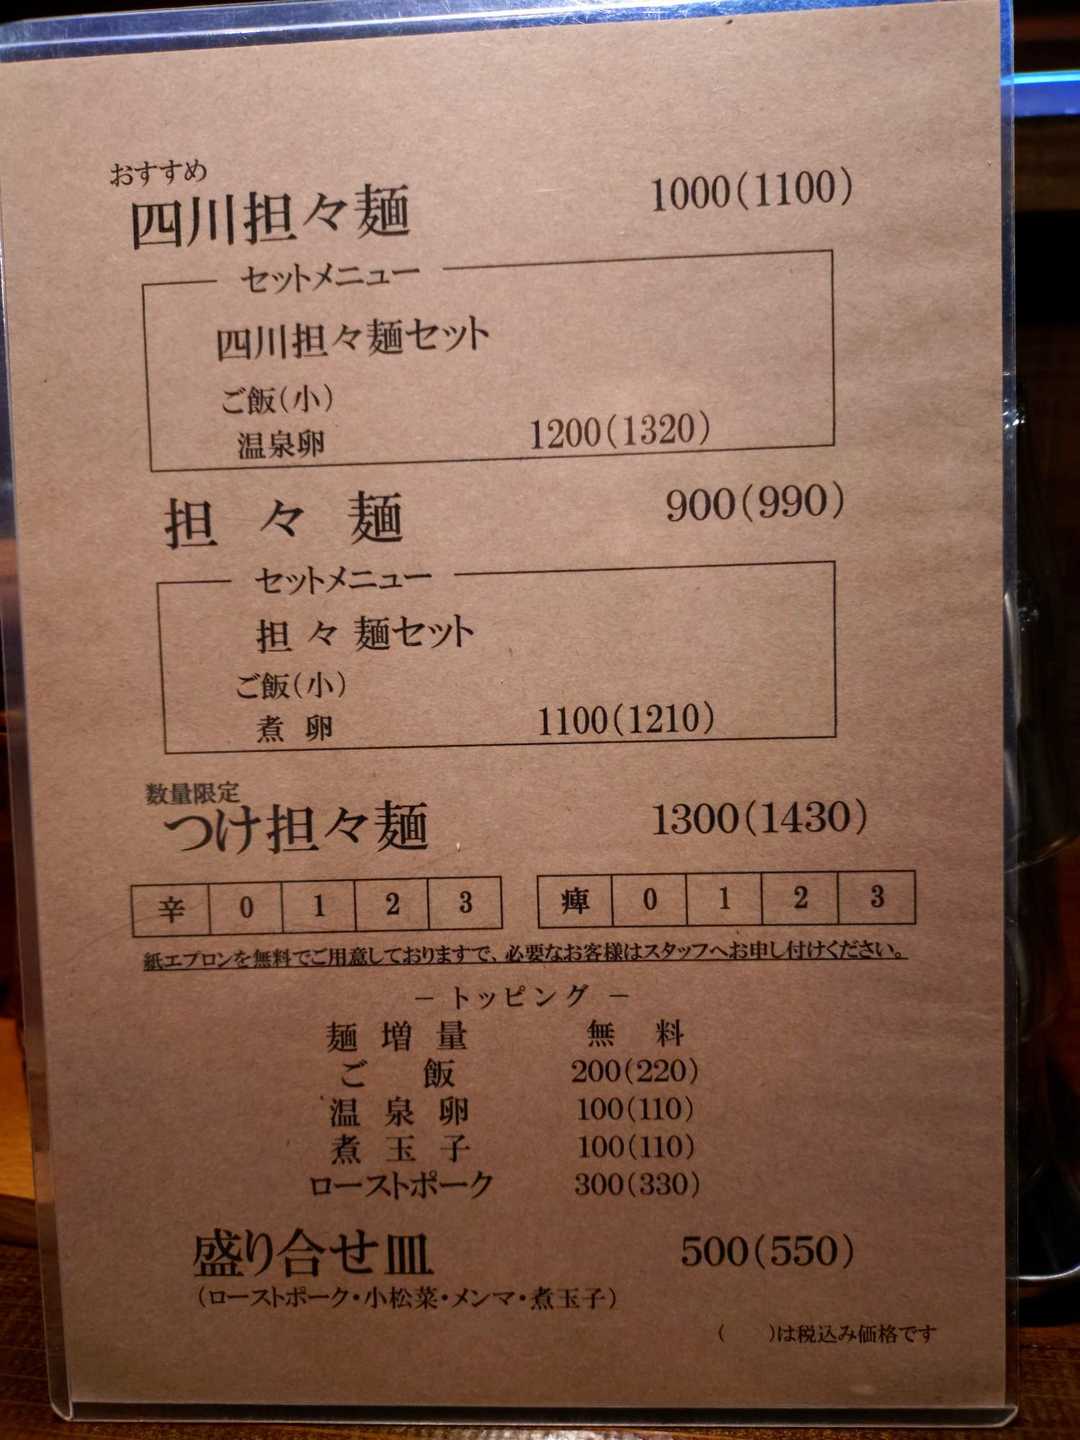 おすすめ
四川担々麺 1000(1100)
セットメニュー
四川担々麺セット
ご飯(小)
温泉卵 1200(1320)
担々麺 900(990)
セットメニュー
担々麺セット
ご飯(小)
煮卵 1100(1210)
数量限定
つけ担々麺 1300(1430)
辛 0 1 2 3 痺 0 1 2 3
紙エプロンを無料でご用意しておりますで、必要なお客様はスタッフへお申し付けください。
－トッピング－
麺増量 無料
ご飯 200(220)
温泉卵 100(110)
煮玉子 100(110)
ローストポーク 300(330)
盛り合せ皿 500(550)
(ローストポーク・小松菜・メンマ・煮玉子)
( )は税込み価格です